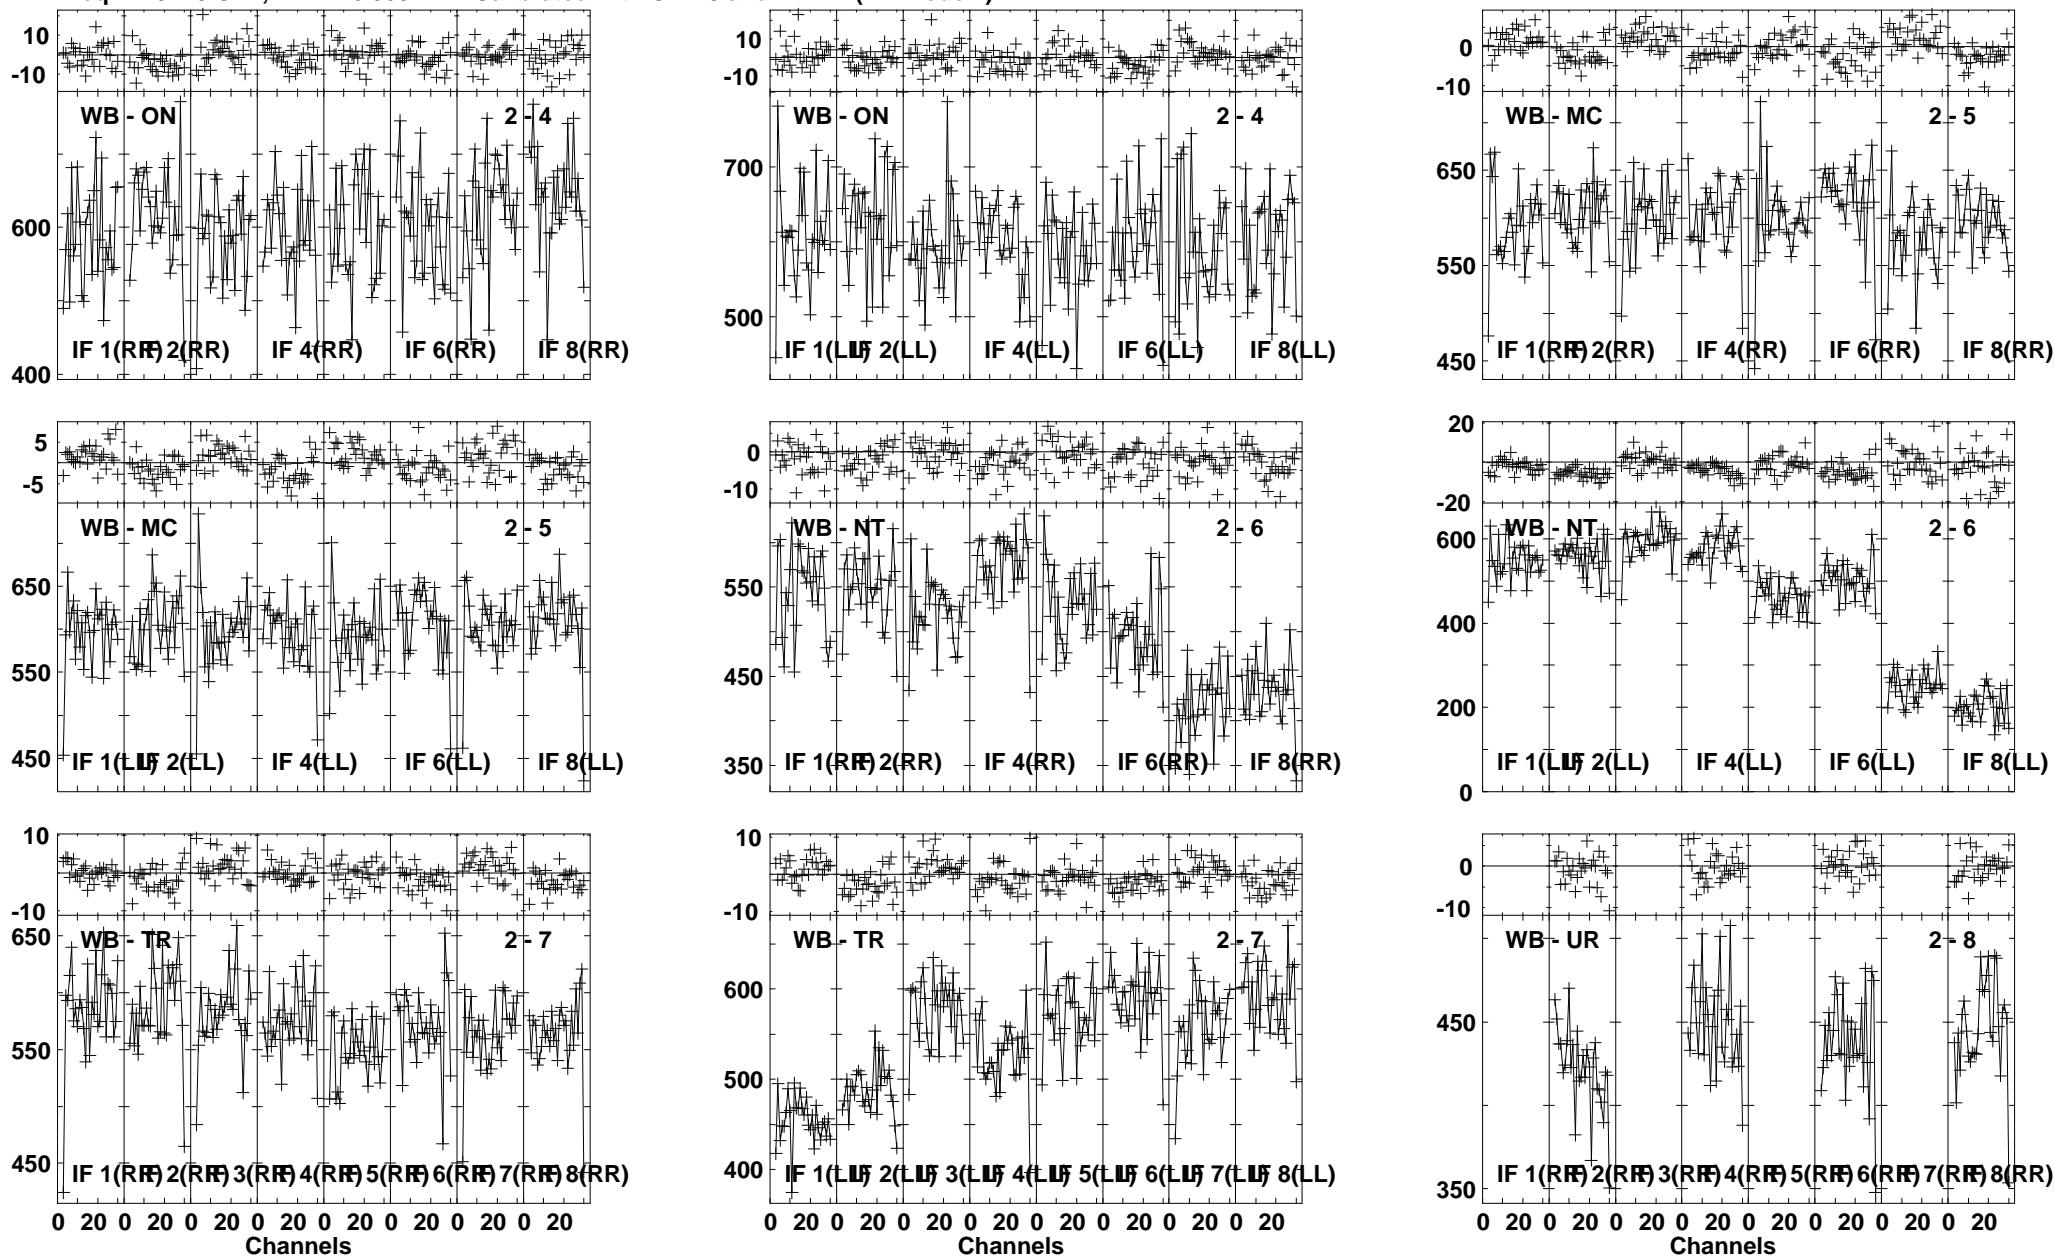 10
-10
WB - ON 2 - 4
600
400
IF 1(RR) IF 2(RR) IF 4(RR) IF 6(RR) IF 8(RR)
10
-10
WB - ON 2 - 4
700
500
IF 1(LL) IF 2(LL) IF 4(LL) IF 6(LL) IF 8(LL)
0
-10
WB - MC 2 - 5
650
550
450
IF 1(RR) IF 2(RR) IF 4(RR) IF 6(RR) IF 8(RR)
5
-5
WB - MC 2 - 5
650
550
450
IF 1(LL) IF 2(LL) IF 4(LL) IF 6(LL) IF 8(LL)
0
-10
WB - NT 2 - 6
550
450
350
IF 1(RR) IF 2(RR) IF 4(RR) IF 6(RR) IF 8(RR)
20
-20
WB - NT 2 - 6
600
400
200
0
IF 1(LL) IF 2(LL) IF 4(LL) IF 6(LL) IF 8(LL)
10
-10
WB - TR 2 - 7
650
550
450
IF 1(RR) IF 2(RR) IF 3(RR) IF 4(RR) IF 5(RR) IF 6(RR) IF 7(RR) IF 8(RR)
0 20 0 20 0 20 0 20 0 20 0 20 0 20 0 20
Channels
10
-10
WB - TR 2 - 7
600
500
400
IF 1(LL) IF 2(LL) IF 3(LL) IF 4(LL) IF 5(LL) IF 6(LL) IF 7(LL) IF 8(LL)
0 20 0 20 0 20 0 20 0 20 0 20 0 20 0 20
Channels
0
-10
WB - UR 2 - 8
450
350
IF 1(RR) IF 2(RR) IF 3(RR) IF 4(RR) IF 5(RR) IF 6(RR) IF 7(RR) IF 8(RR)
0 20 0 20 0 20 0 20 0 20 0 20 0 20 0 20
Channels